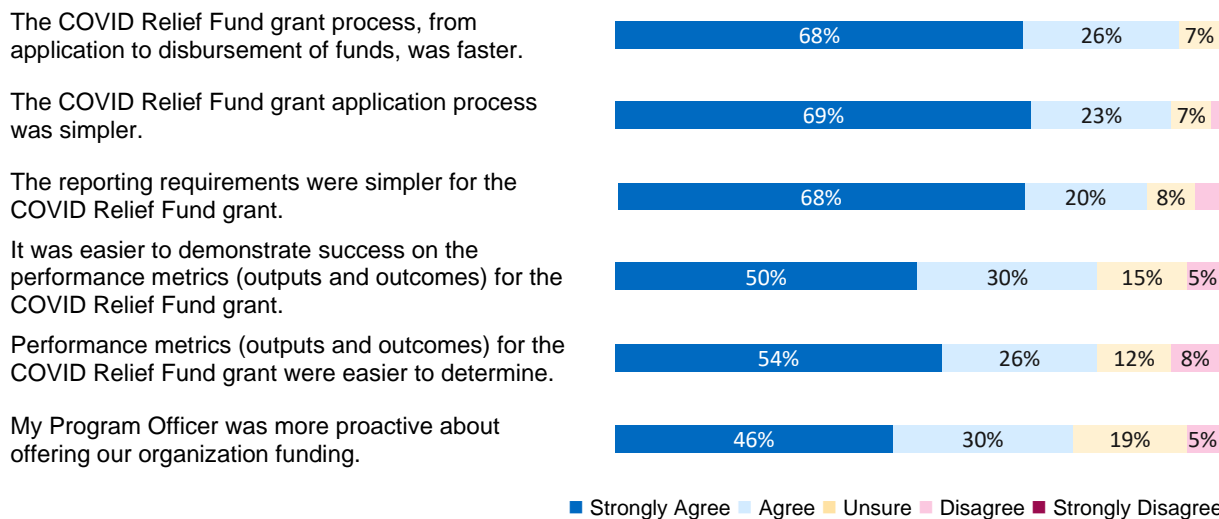 The COVID Relief Fund grant process, from
application to disbursement of funds, was faster.
68% 26% 7%
The COVID Relief Fund grant application process
was simpler.
69% 23% 7%
The reporting requirements were simpler for the
COVID Relief Fund grant.
68% 20% 8%
It was easier to demonstrate success on the
performance metrics (outputs and outcomes) for the
COVID Relief Fund grant.
50% 30% 15% 5%
Performance metrics (outputs and outcomes) for the
COVID Relief Fund grant were easier to determine.
54% 26% 12% 8%
My Program Officer was more proactive about
offering our organization funding.
46% 30% 19% 5%
Strongly Agree Agree Unsure Disagree Strongly Disagree